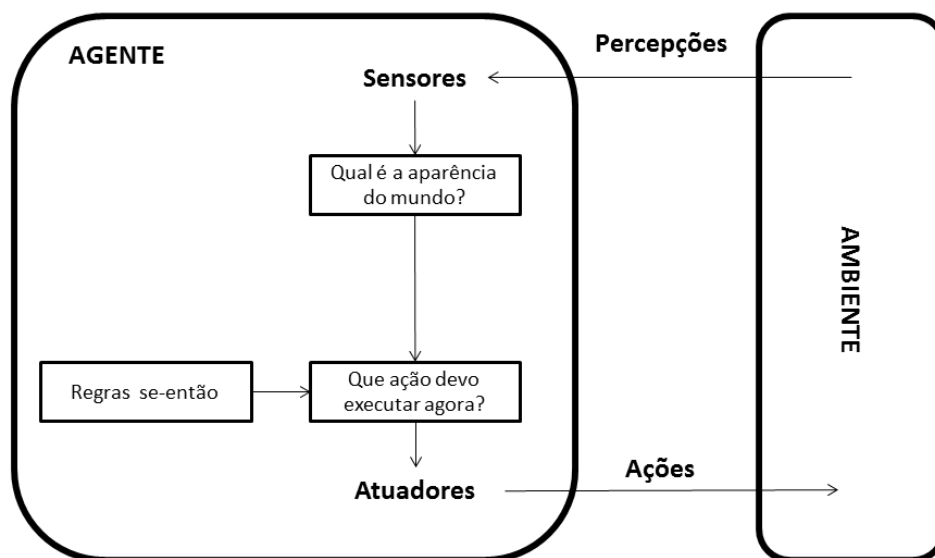 AGENTE
Percepções
Sensores
Qual é a aparência
do mundo?
AMBIENTE
Regras se-então
Que ação devo
executar agora?
Atuadores
Ações